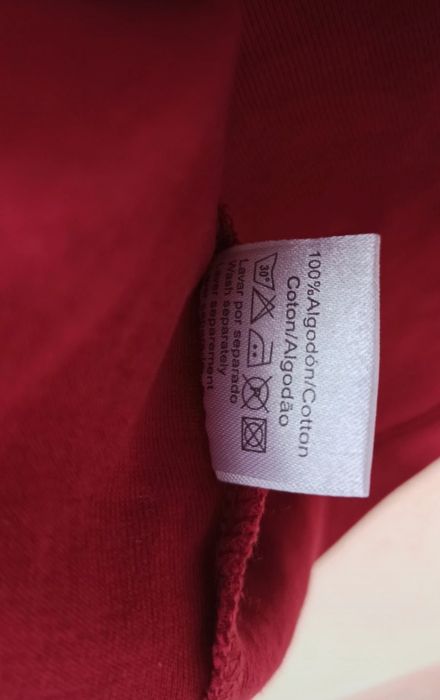 100%Algodón/Cotton
Coton/Algodão
30°
Lavar por separado
Wash separately